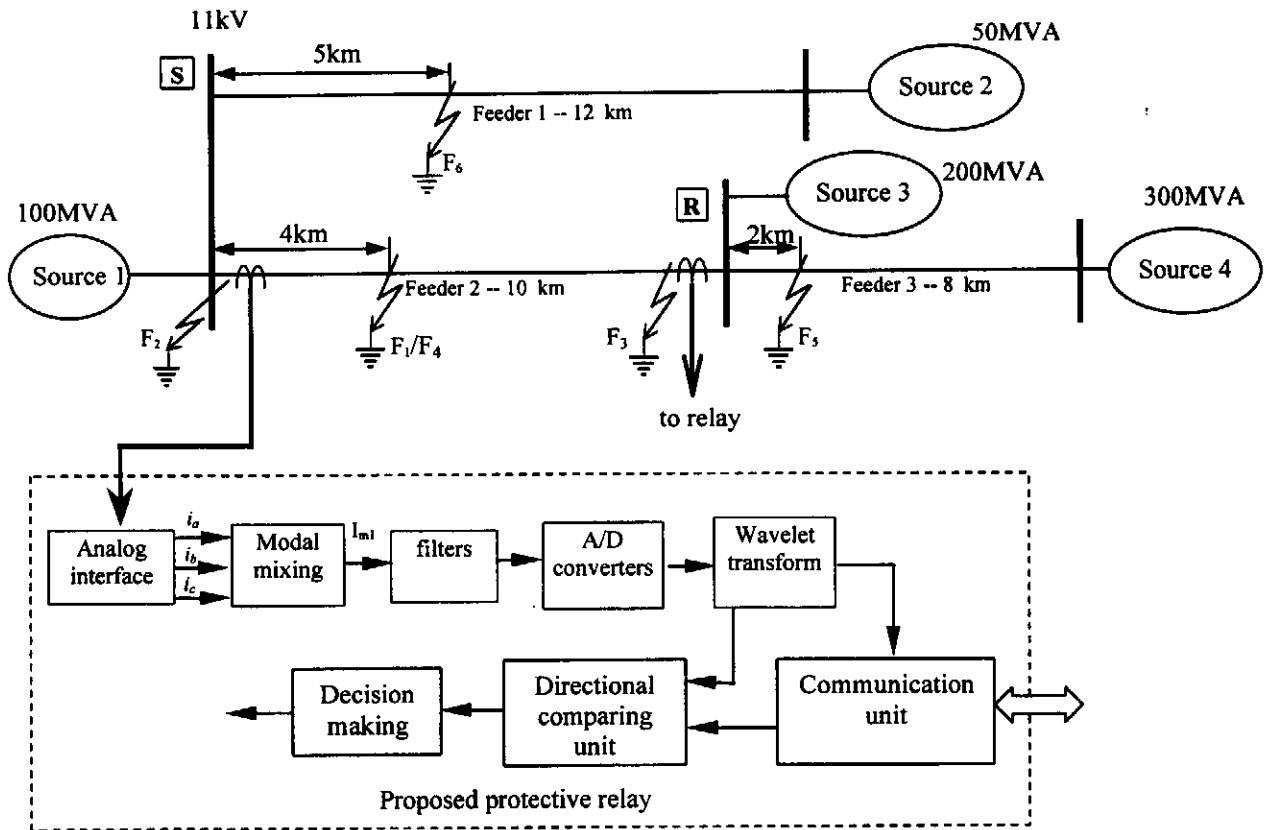 11kV
50MVA
S
5km
Source 2
Feeder 1 -- 12 km
F6
200MVA
Source 3
R
300MVA
100MVA
4km
2km
Source 1
Source 4
Feeder 2 -- 10 km
Feeder 3 -- 8 km
F2
F1/F4
F3
F5
to relay
Analog
interface
ia
ib
ic
Modal
mixing
Im1
filters
A/D
converters
Wavelet
transform
Decision
making
Directional
comparing
unit
Communication
unit
Proposed protective relay